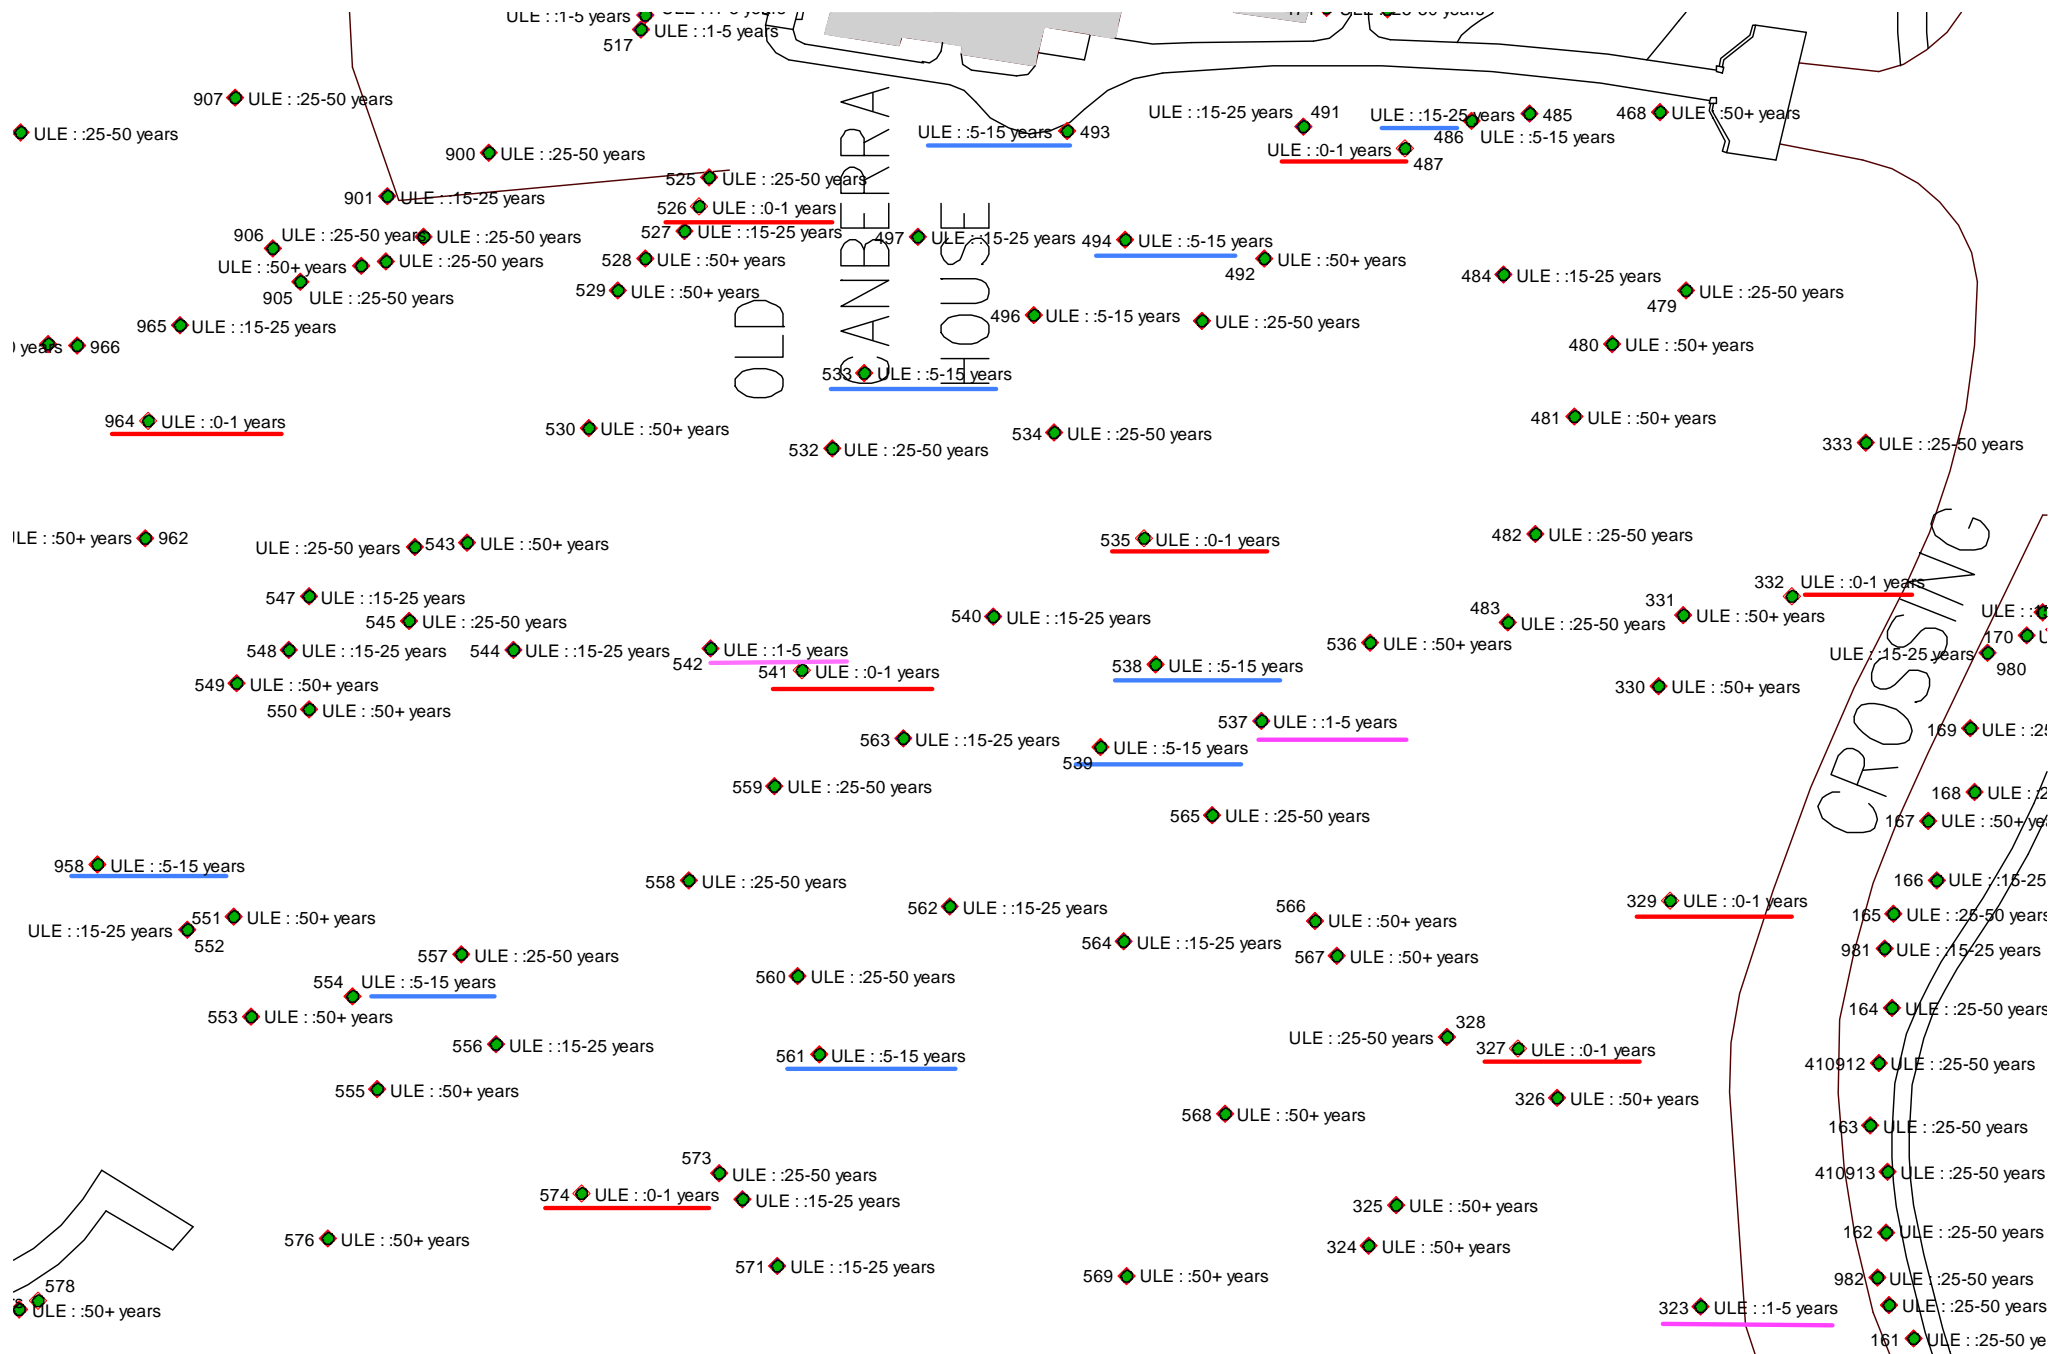 ULE : :1-5 years
517 ULE : :1-5 years
907 ULE : :25-50 years
ULE : :25-50 years
ULE : :5-15 years 493
ULE : :15-25 years 491
ULE : :15-25 years 485
486 ULE : :5-15 years
468 ULE : :50+ years
ULE : :0-1 years 487
900 ULE : :25-50 years
525 ULE : :25-50 years
901 ULE : :15-25 years
526 ULE : :0-1 years
527 ULE : :15-25 years
906 ULE : :25-50 years
ULE : :25-50 years
497 ULE : :15-25 years
494 ULE : :5-15 years
528 ULE : :50+ years
492 ULE : :50+ years
ULE : :50+ years
ULE : :25-50 years
484 ULE : :15-25 years
905 ULE : :25-50 years
529 ULE : :50+ years
479 ULE : :25-50 years
OLD
CANBERRA
HOUSE
965 ULE : :15-25 years
496 ULE : :5-15 years
ULE : :25-50 years
years 966
480 ULE : :50+ years
533 ULE : :5-15 years
964 ULE : :0-1 years
530 ULE : :50+ years
532 ULE : :25-50 years
534 ULE : :25-50 years
481 ULE : :50+ years
333 ULE : :25-50 years
ULE : :50+ years 962
ULE : :25-50 years
543 ULE : :50+ years
535 ULE : :0-1 years
482 ULE : :25-50 years
CROSSING
332 ULE : :0-1 years
547 ULE : :15-25 years
545 ULE : :25-50 years
540 ULE : :15-25 years
483 ULE : :25-50 years
331 ULE : :50+ years
ULE :
170
548 ULE : :15-25 years
544 ULE : :15-25 years
542 ULE : :1-5 years
536 ULE : :50+ years
ULE : :15-25 years 980
541 ULE : :0-1 years
538 ULE : :5-15 years
549 ULE : :50+ years
330 ULE : :50+ years
550 ULE : :50+ years
537 ULE : :1-5 years
169 ULE : :25
563 ULE : :15-25 years
539 ULE : :5-15 years
559 ULE : :25-50 years
168 ULE : :2
565 ULE : :25-50 years
167 ULE : :50+ ye
958 ULE : :5-15 years
558 ULE : :25-50 years
166 ULE : :15-25
562 ULE : :15-25 years
329 ULE : :0-1 years
551 ULE : :50+ years
ULE : :15-25 years 552
566 ULE : :50+ years
165 ULE : :25-50 years
564 ULE : :15-25 years
981 ULE : :15-25 years
557 ULE : :25-50 years
567 ULE : :50+ years
560 ULE : :25-50 years
554 ULE : :5-15 years
164 ULE : :25-50 years
553 ULE : :50+ years
ULE : :25-50 years 328
556 ULE : :15-25 years
561 ULE : :5-15 years
327 ULE : :0-1 years
410912 ULE : :25-50 years
555 ULE : :50+ years
326 ULE : :50+ years
568 ULE : :50+ years
163 ULE : :25-50 years
573 ULE : :25-50 years
410913 ULE : :25-50 years
574 ULE : :0-1 years
ULE : :15-25 years
325 ULE : :50+ years
576 ULE : :50+ years
324 ULE : :50+ years
162 ULE : :25-50 years
571 ULE : :15-25 years
569 ULE : :50+ years
982 ULE : :25-50 years
578
ULE : :50+ years
323 ULE : :1-5 years
ULE : :25-50 years
161 ULE : :25-50 ye